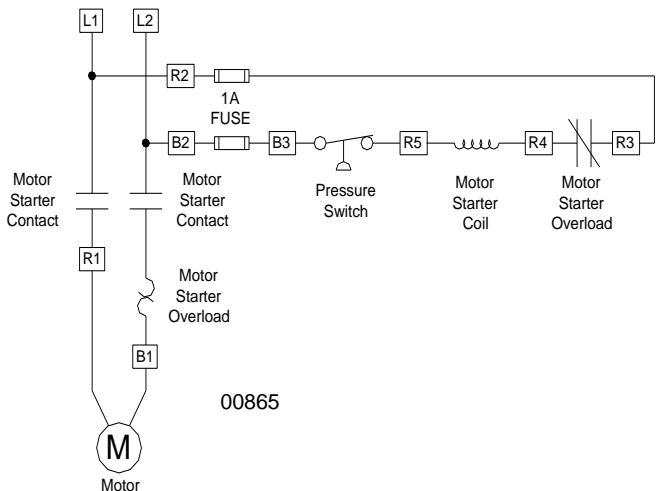 L1
L2
R2
1A
FUSE
B2
B3
R5
R4
R3
Motor
Starter
Contact
Motor
Starter
Contact
Pressure
Switch
Motor
Starter
Coil
Motor
Starter
Overload
R1
Motor
Starter
Overload
B1
00865
M
Motor